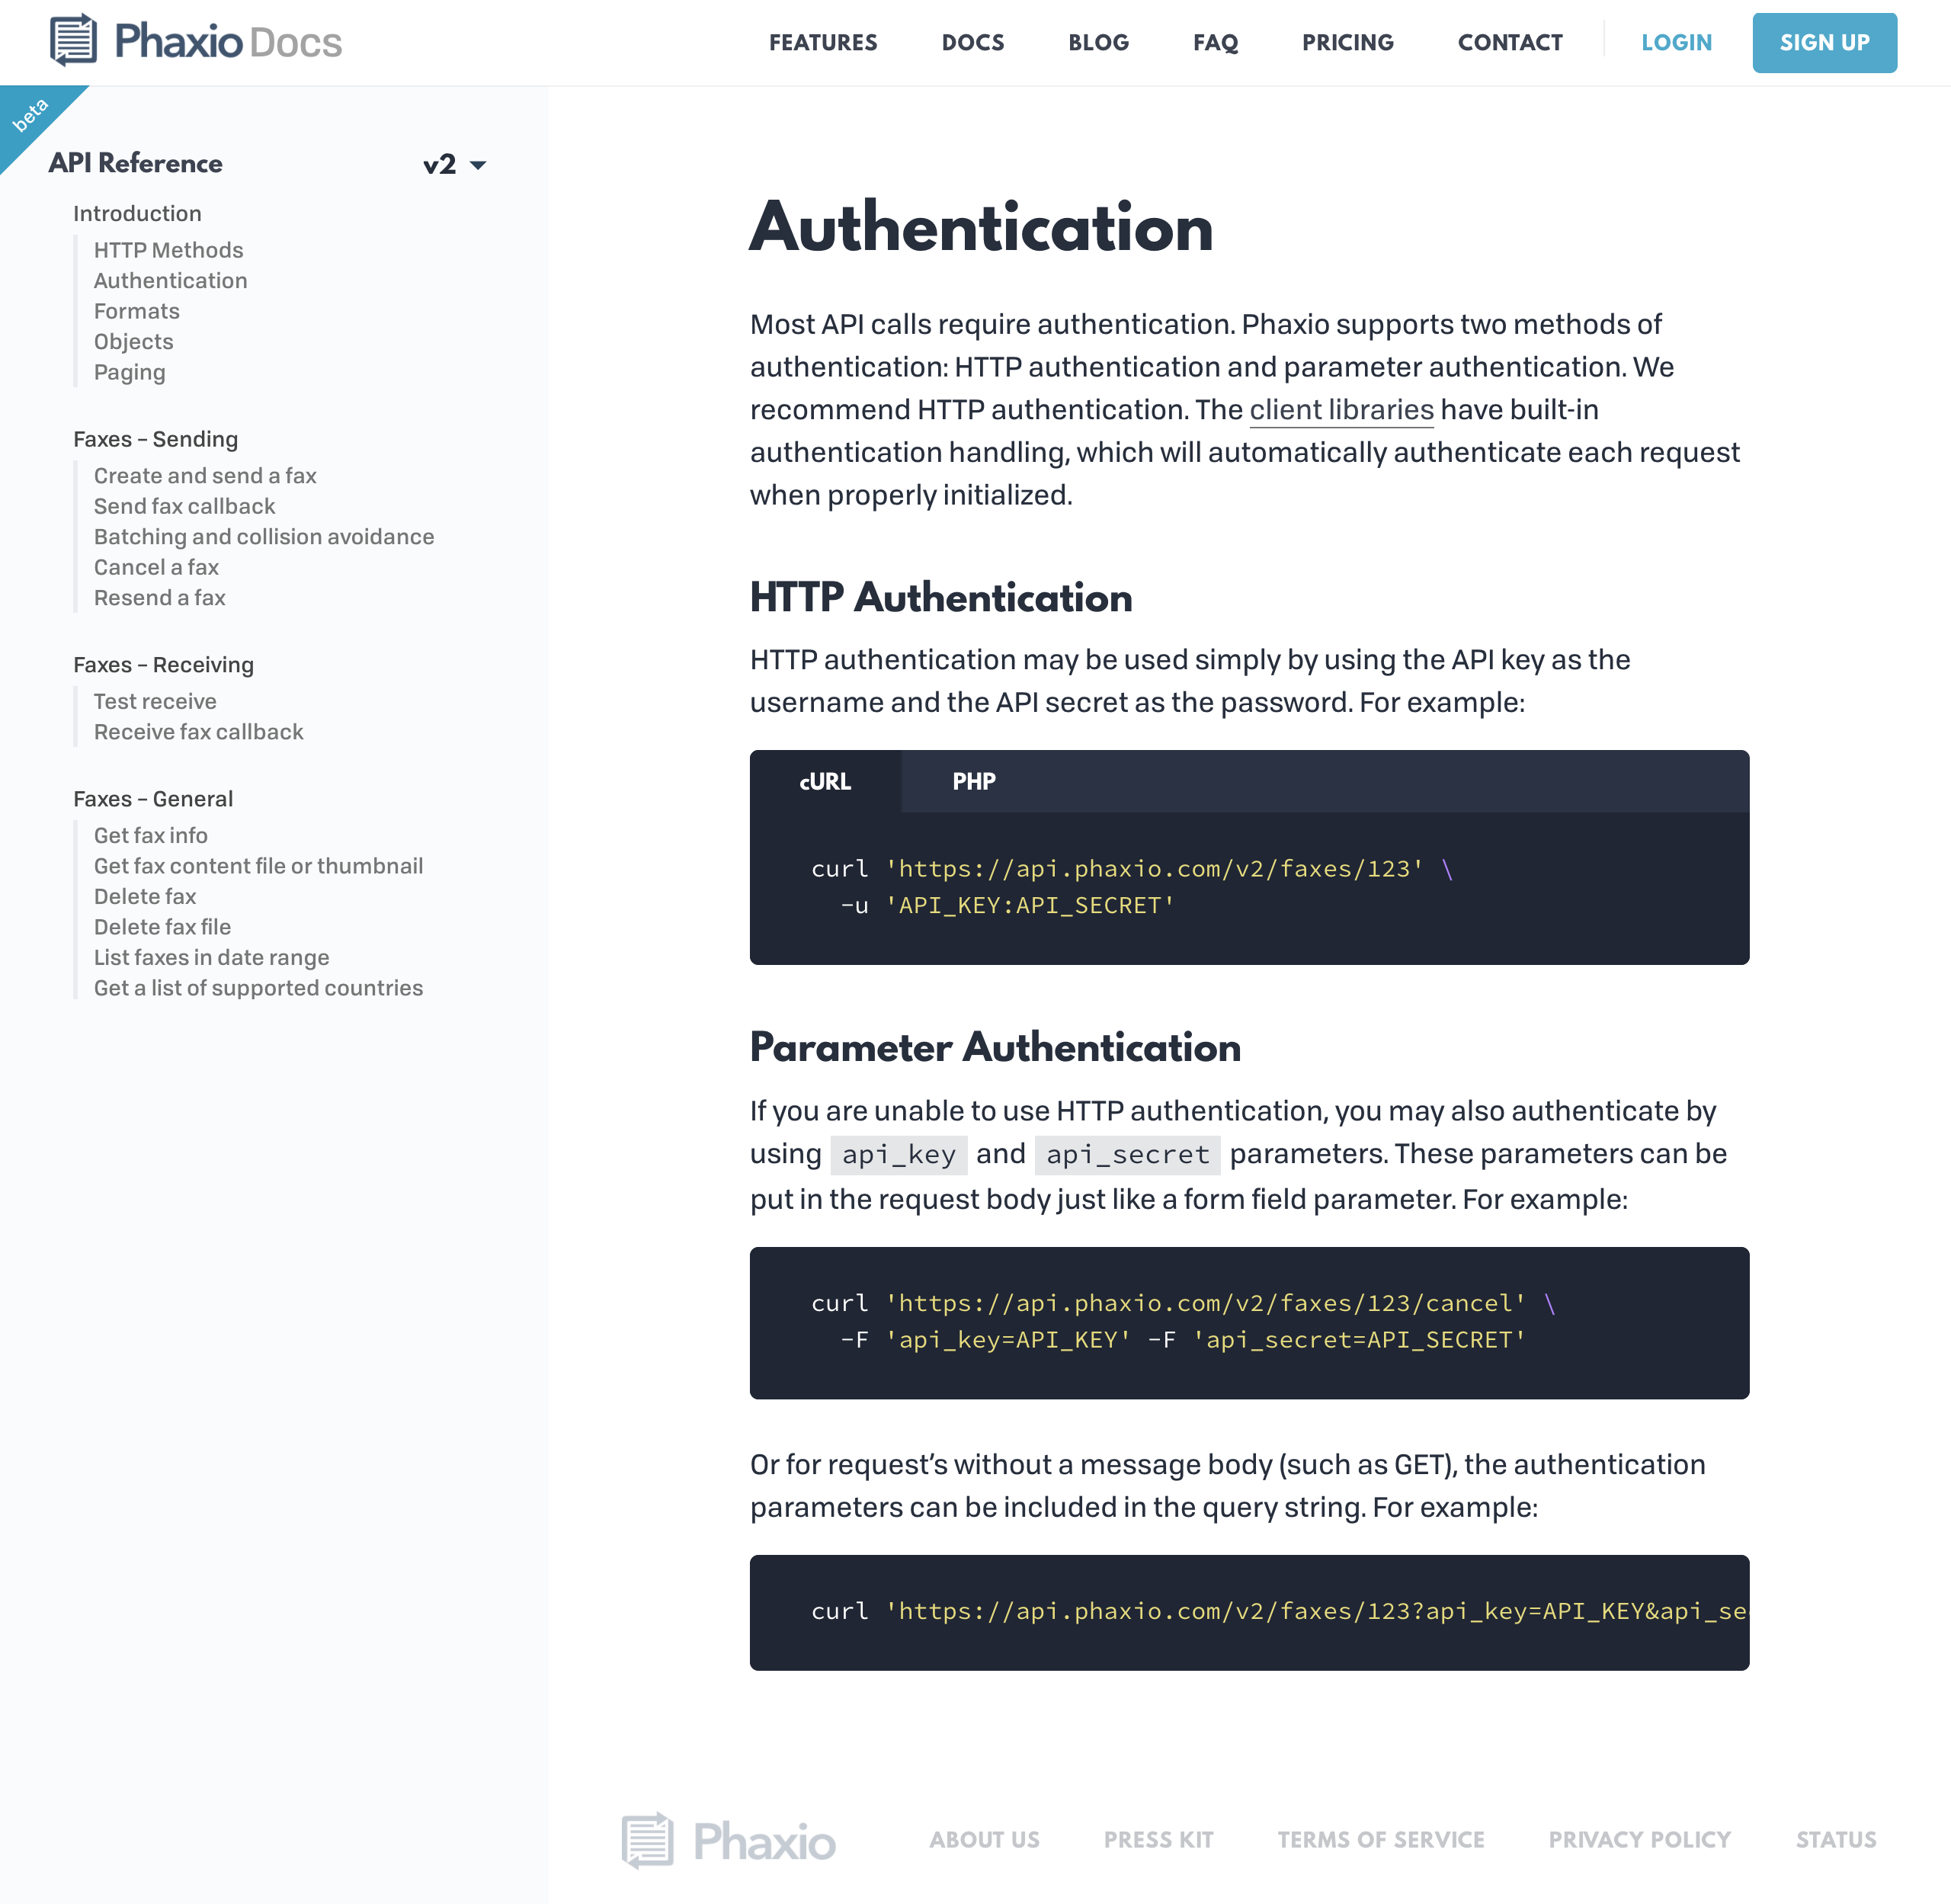 Phaxio Docs
FEATURES DOCS BLOG FAQ PRICING CONTACT LOGIN SIGN UP
beta
API Reference v2
Introduction
HTTP Methods
Authentication
Formats
Objects
Paging
Faxes – Sending
Create and send a fax
Send fax callback
Batching and collision avoidance
Cancel a fax
Resend a fax
Faxes – Receiving
Test receive
Receive fax callback
Faxes – General
Get fax info
Get fax content file or thumbnail
Delete fax
Delete fax file
List faxes in date range
Get a list of supported countries
Authentication
Most API calls require authentication. Phaxio supports two methods of
authentication: HTTP authentication and parameter authentication. We
recommend HTTP authentication. The client libraries have built-in
authentication handling, which will automatically authenticate each request
when properly initialized.
HTTP Authentication
HTTP authentication may be used simply by using the API key as the
username and the API secret as the password. For example:
cURL PHP
curl 'https://api.phaxio.com/v2/faxes/123' \
-u 'API_KEY:API_SECRET'
Parameter Authentication
If you are unable to use HTTP authentication, you may also authenticate by
using api_key and api_secret parameters. These parameters can be
put in the request body just like a form field parameter. For example:
curl 'https://api.phaxio.com/v2/faxes/123/cancel' \
-F 'api_key=API_KEY' -F 'api_secret=API_SECRET'
Or for request’s without a message body (such as GET), the authentication
parameters can be included in the query string. For example:
curl 'https://api.phaxio.com/v2/faxes/123?api_key=API_KEY&api_se
Phaxio ABOUT US PRESS KIT TERMS OF SERVICE PRIVACY POLICY STATUS